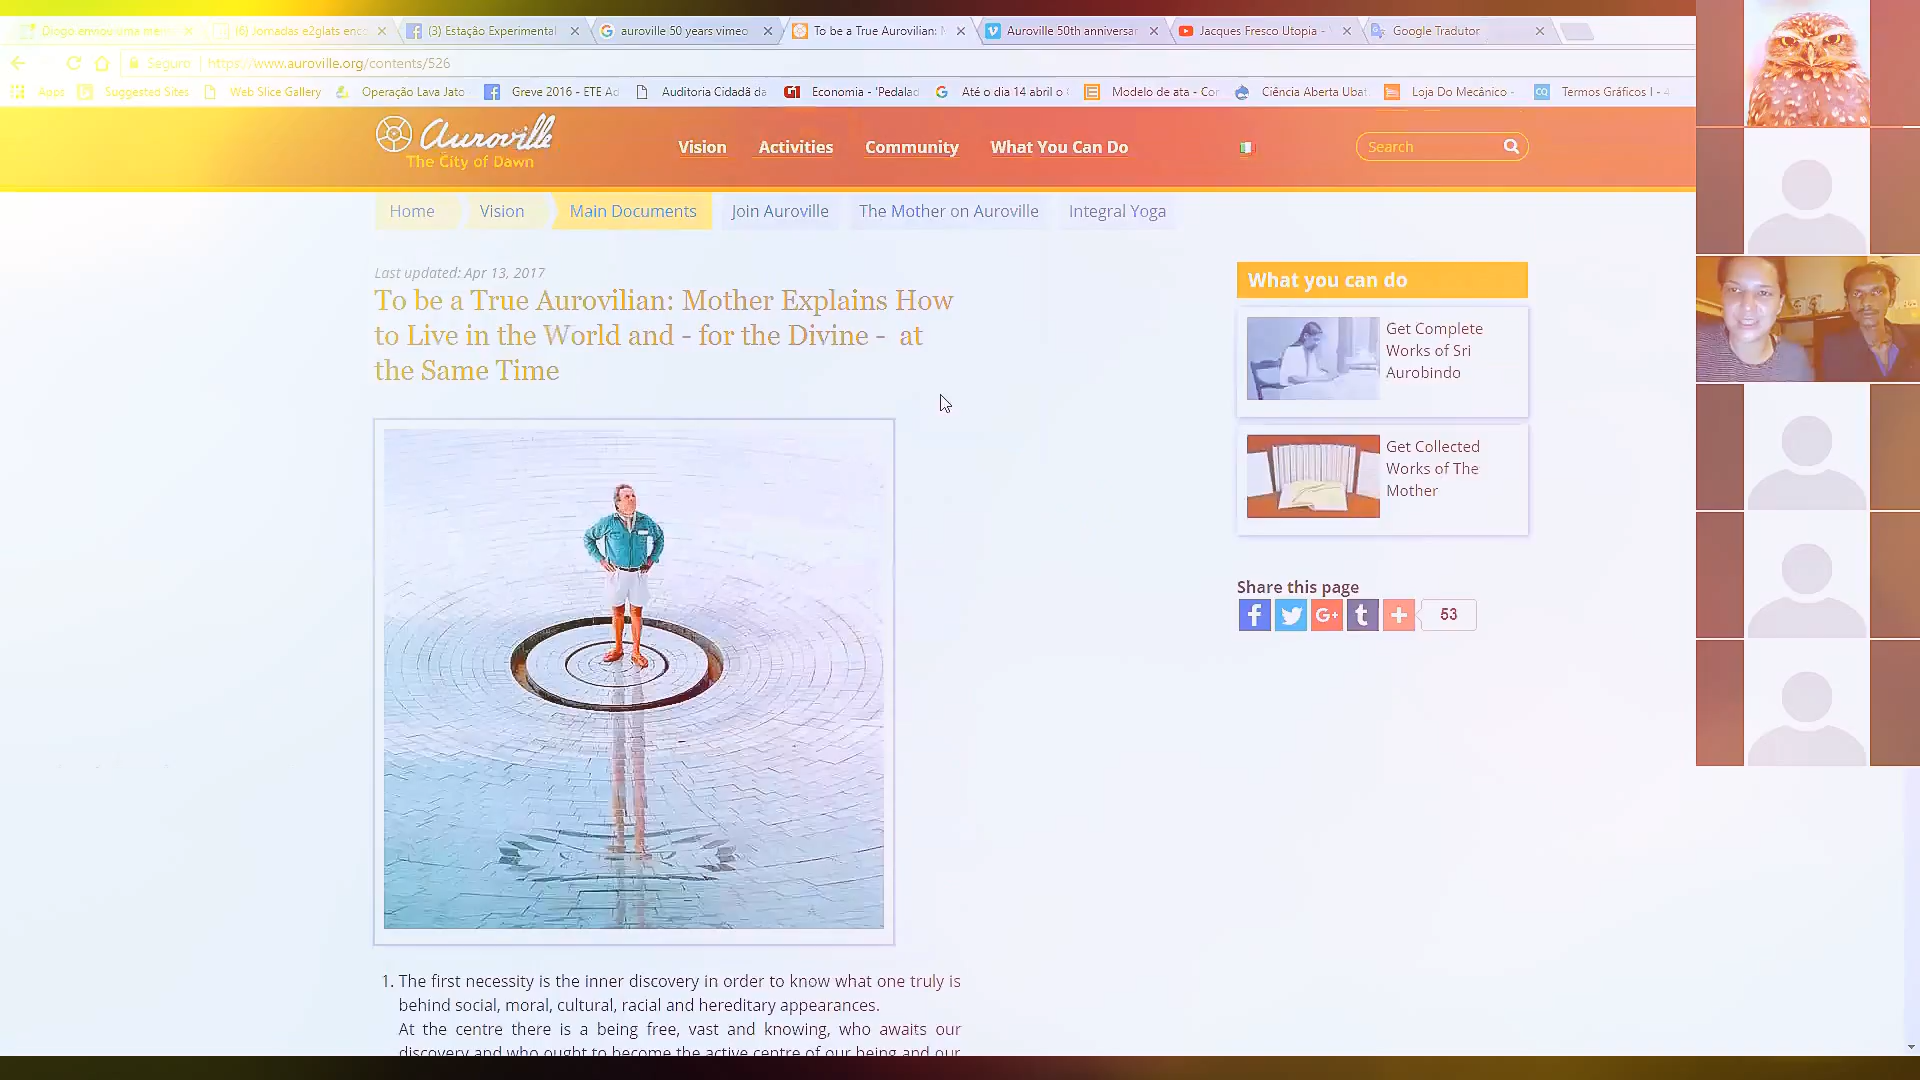 Diogo enviou uma me
(6) Jornadas e2glats enc
(3) Estação Experimental
auroville 50 years vimeo
To be a True Aurovilian:
Auroville 50th anniversar
Jacques Fresco Utopia -
Google Tradutor
Seguro
https://www.auroville.org/contents/526
Apps
Suggested Sites
Web Slice Gallery
Operação Lava Jato
Greve 2016 - ETE Ad
Auditoria Cidadã da
Economia - 'Pedalad
Até o dia 14 abril o
Modelo de ata - Cor
Ciência Aberta Ubat
Loja Do Mecânico -
Termos Gráficos I - 4
Auroville
The City of Dawn
Vision
Activities
Community
What You Can Do
Search
Home
Vision
Main Documents
Join Auroville
The Mother on Auroville
Integral Yoga
Last updated: Apr 13, 2017
To be a True Aurovilian: Mother Explains How
to Live in the World and - for the Divine - at
the Same Time
What you can do
Get Complete
Works of Sri
Aurobindo
Get Collected
Works of The
Mother
Share this page
53
1. The first necessity is the inner discovery in order to know what one truly is
behind social, moral, cultural, racial and hereditary appearances.
At the centre there is a being free, vast and knowing, who awaits our
discovery and who ought to become the active centre of our being and our